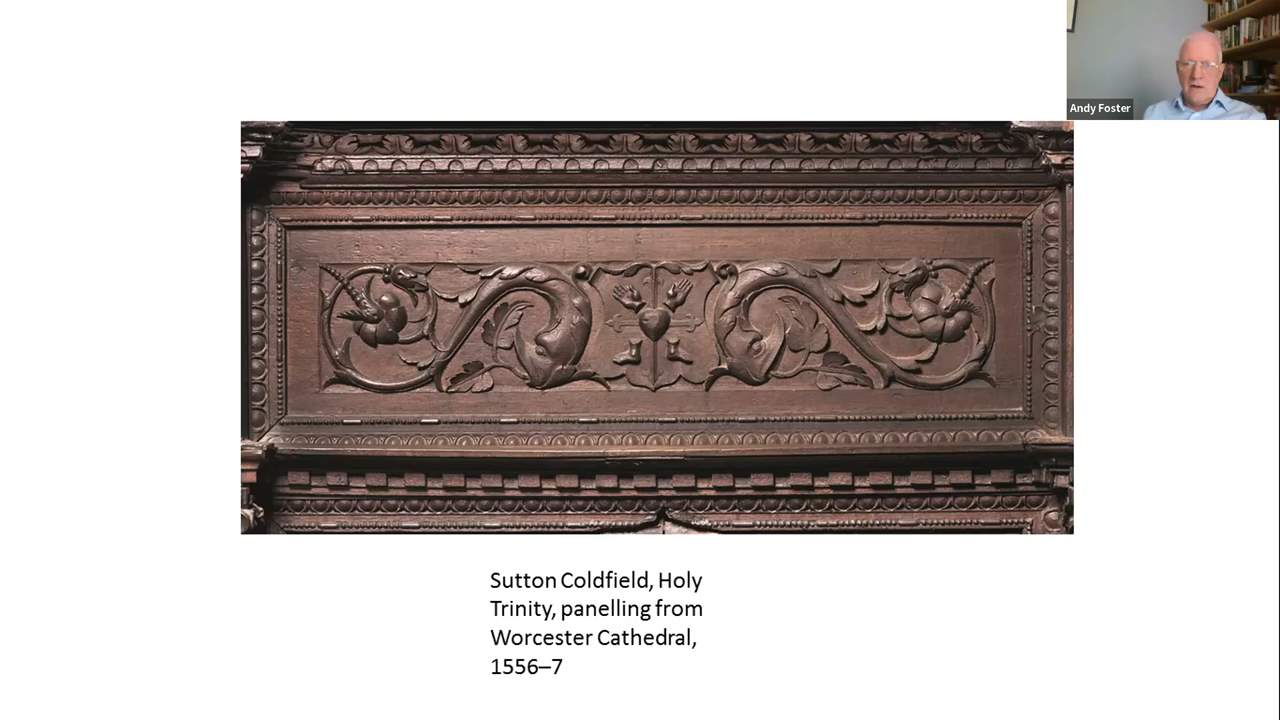 Andy Foster
Sutton Coldfield, Holy
Trinity, panelling from
Worcester Cathedral,
1556–7